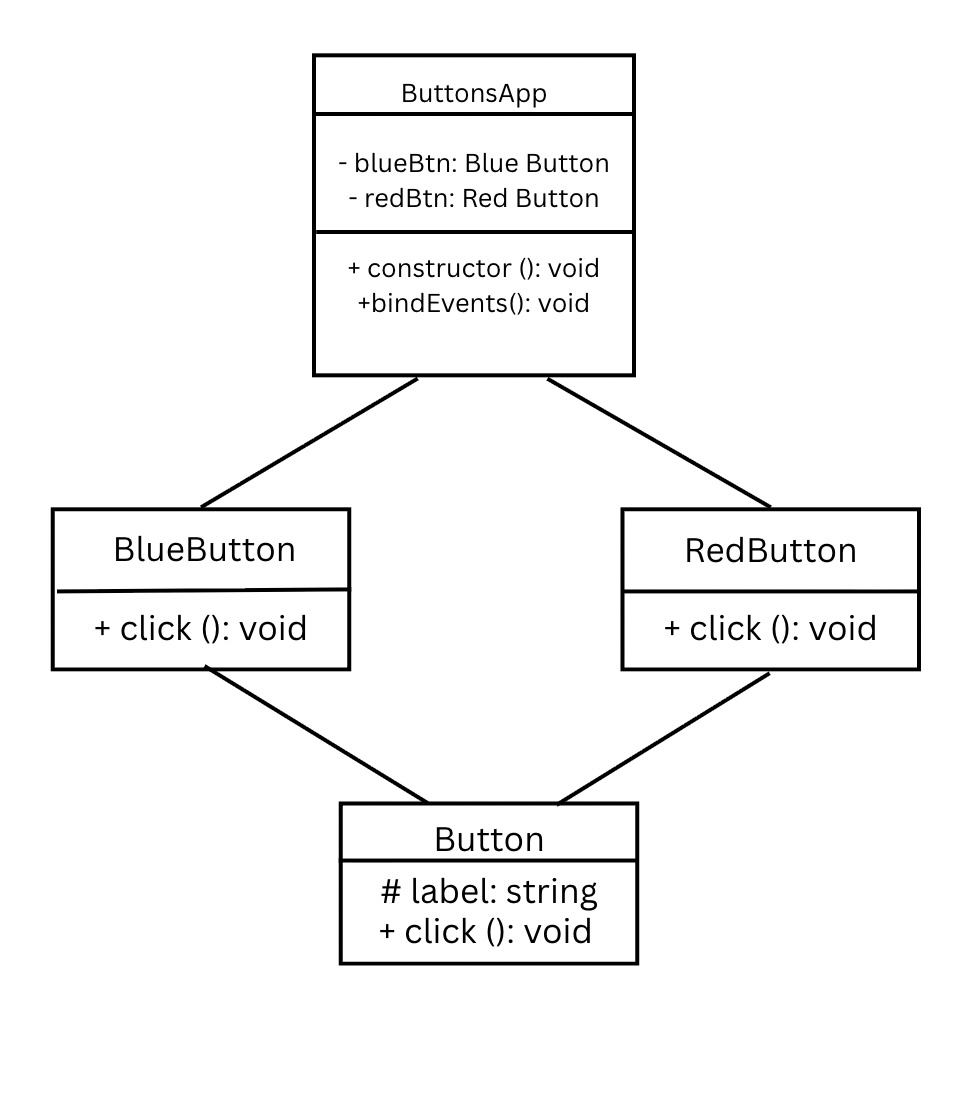 ButtonsApp
- blueBtn: Blue Button
- redBtn: Red Button
+ constructor (): void
+bindEvents(): void
BlueButton
+ click (): void
RedButton
+ click (): void
Button
# label: string
+ click (): void